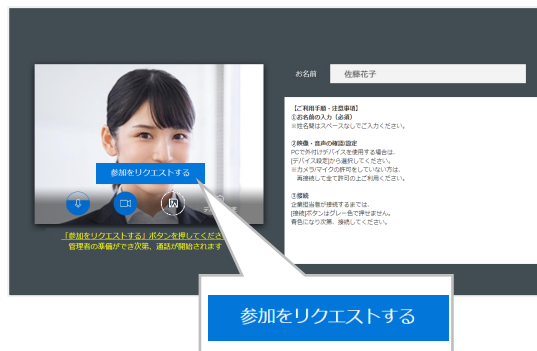 お名前 佐藤花子
【ご利用手順・注意事項】
①お名前の入力（必須）
※姓名間はスペースなしでご入力ください。
②映像・音声の確認/設定
PCで外付けデバイスを使用する場合は、
[デバイス設定]から選択してください。
※カメラ/マイクの許可をしていない方は、
再接続して全て許可の上ご利用ください。
③接続
企業担当者が接続するまでは、
[接続]ボタンはグレー色で押せません。
青色になり次第、接続してください。
参加をリクエストする
「参加をリクエストする」ボタンを押してくださ
管理者の準備ができ次第、通話が開始されます
参加をリクエストする